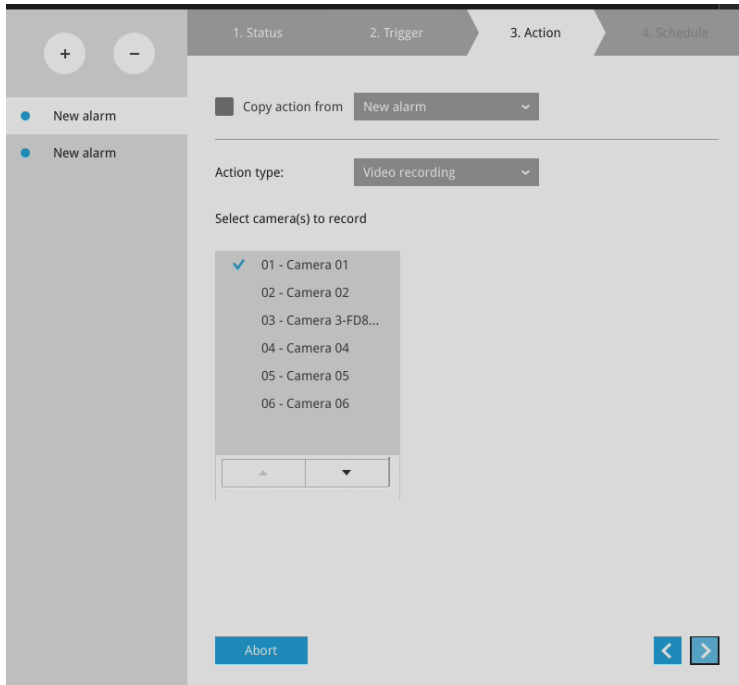 1. Status 2. Trigger 3. Action 4. Schedule
+ −
New alarm
New alarm
Copy action from New alarm
Action type: Video recording
Select camera(s) to record
01 - Camera 01
02 - Camera 02
03 - Camera 3-FD8...
04 - Camera 04
05 - Camera 05
06 - Camera 06
Abort